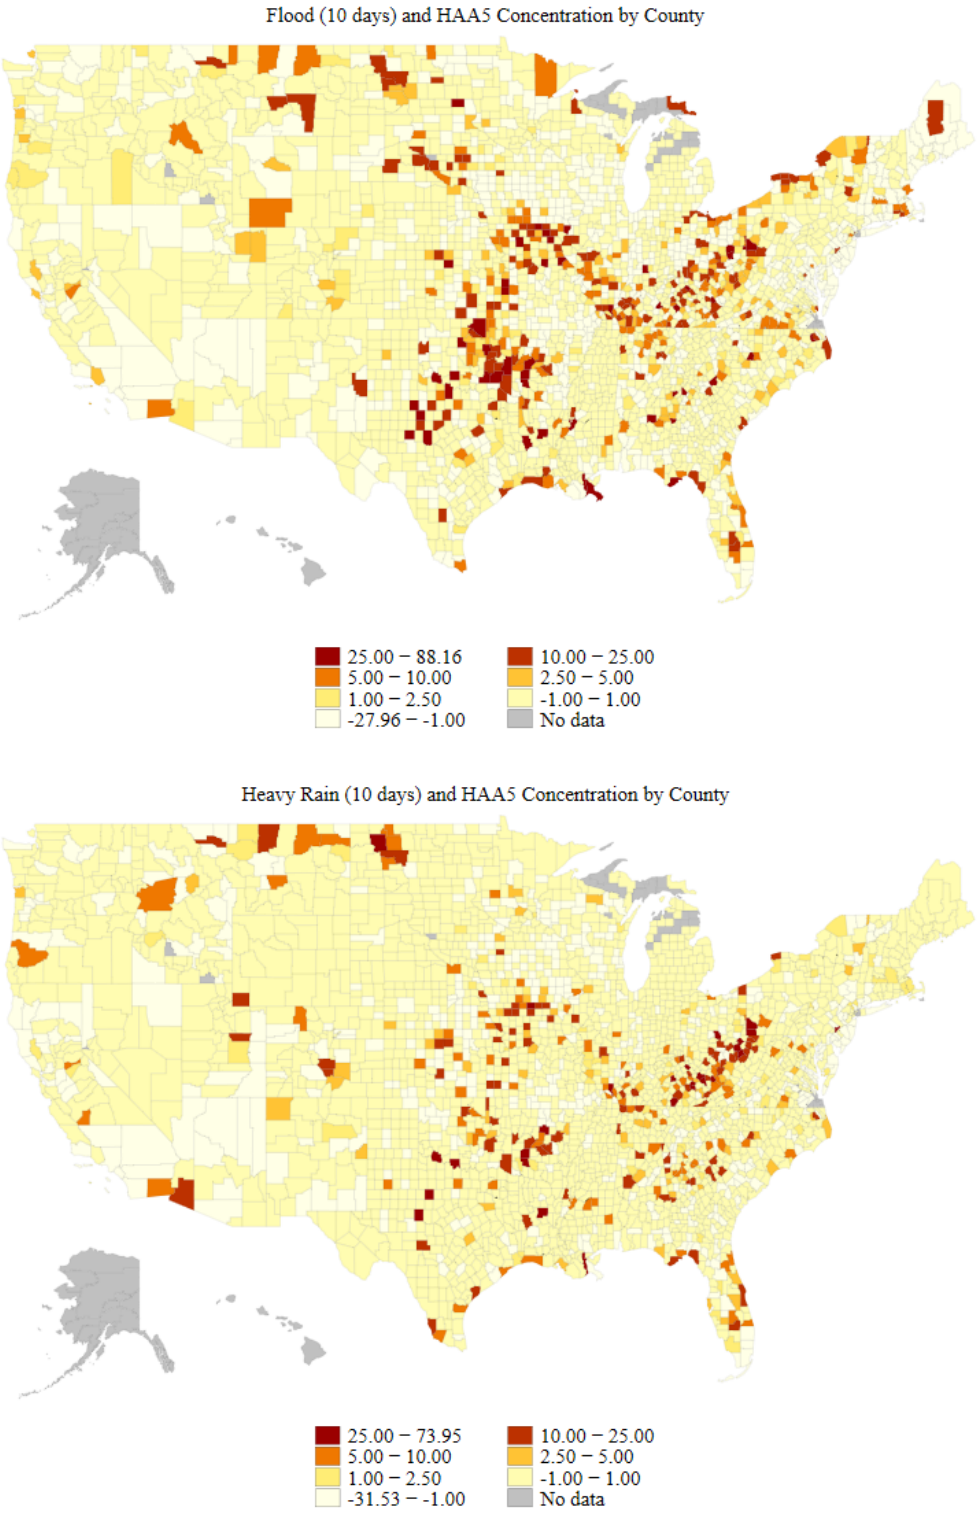 Flood (10 days) and HAA5 Concentration by County
25.00 − 88.16 10.00 − 25.00
5.00 − 10.00 2.50 − 5.00
1.00 − 2.50 -1.00 − 1.00
-27.96 − -1.00 No data
Heavy Rain (10 days) and HAA5 Concentration by County
25.00 − 73.95 10.00 − 25.00
5.00 − 10.00 2.50 − 5.00
1.00 − 2.50 -1.00 − 1.00
-31.53 − -1.00 No data